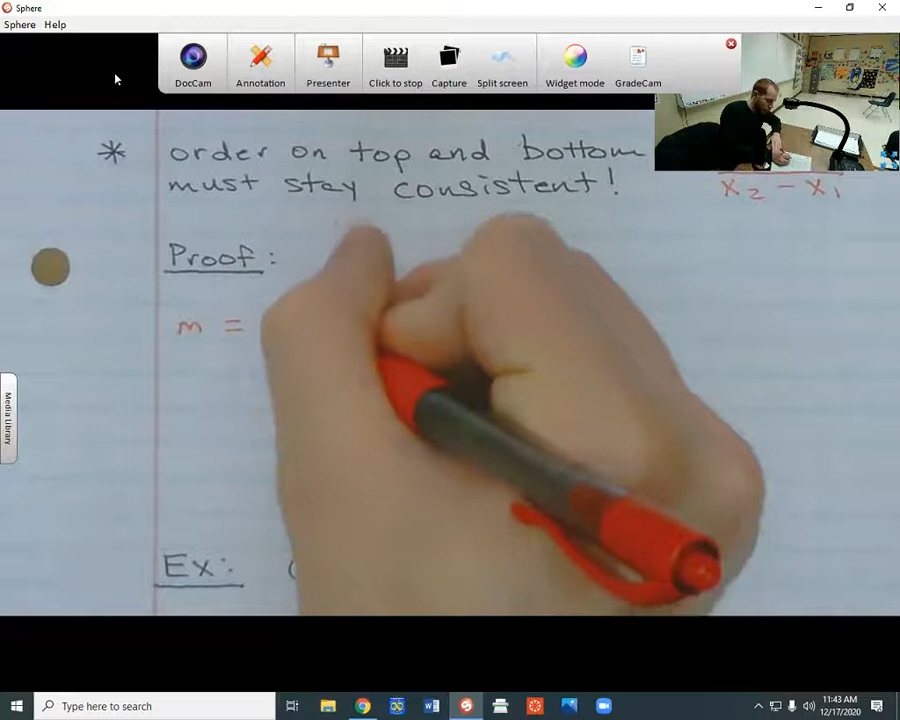 Sphere
Sphere Help
DocCam
Annotation
Presenter
Click to stop
Capture
Split screen
Widget mode
GradeCam
* order on top and bottom
must stay consistent!
x₂ - x₁
Proof:
m =
Media Library
Ex: (
Type here to search
11:43 AM
12/17/2020